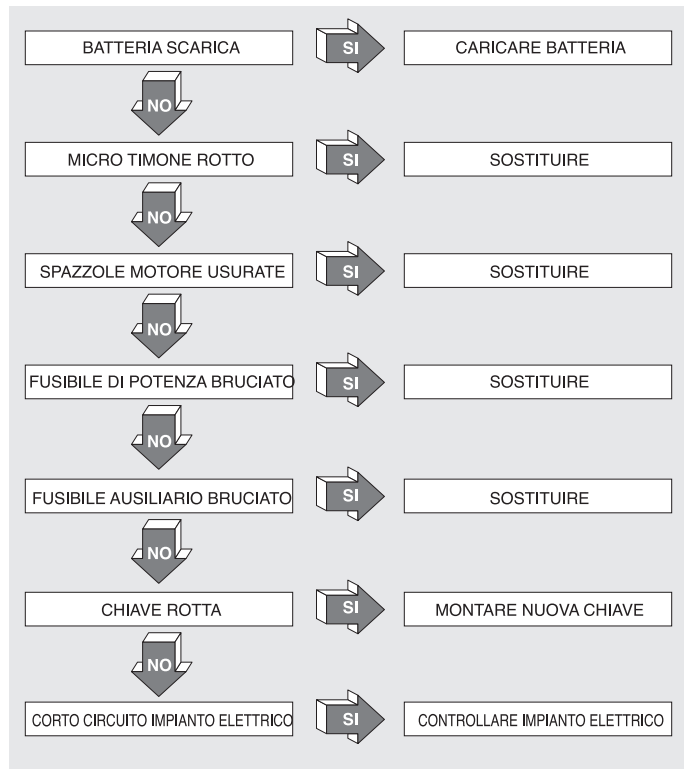 BATTERIA SCARICA
SI
CARICARE BATTERIA
NO
MICRO TIMONE ROTTO
SI
SOSTITUIRE
NO
SPAZZOLE MOTORE USURATE
SI
SOSTITUIRE
NO
FUSIBILE DI POTENZA BRUCIATO
SI
SOSTITUIRE
NO
FUSIBILE AUSILIARIO BRUCIATO
SI
SOSTITUIRE
NO
CHIAVE ROTTA
SI
MONTARE NUOVA CHIAVE
NO
CORTO CIRCUITO IMPIANTO ELETTRICO
SI
CONTROLLARE IMPIANTO ELETTRICO